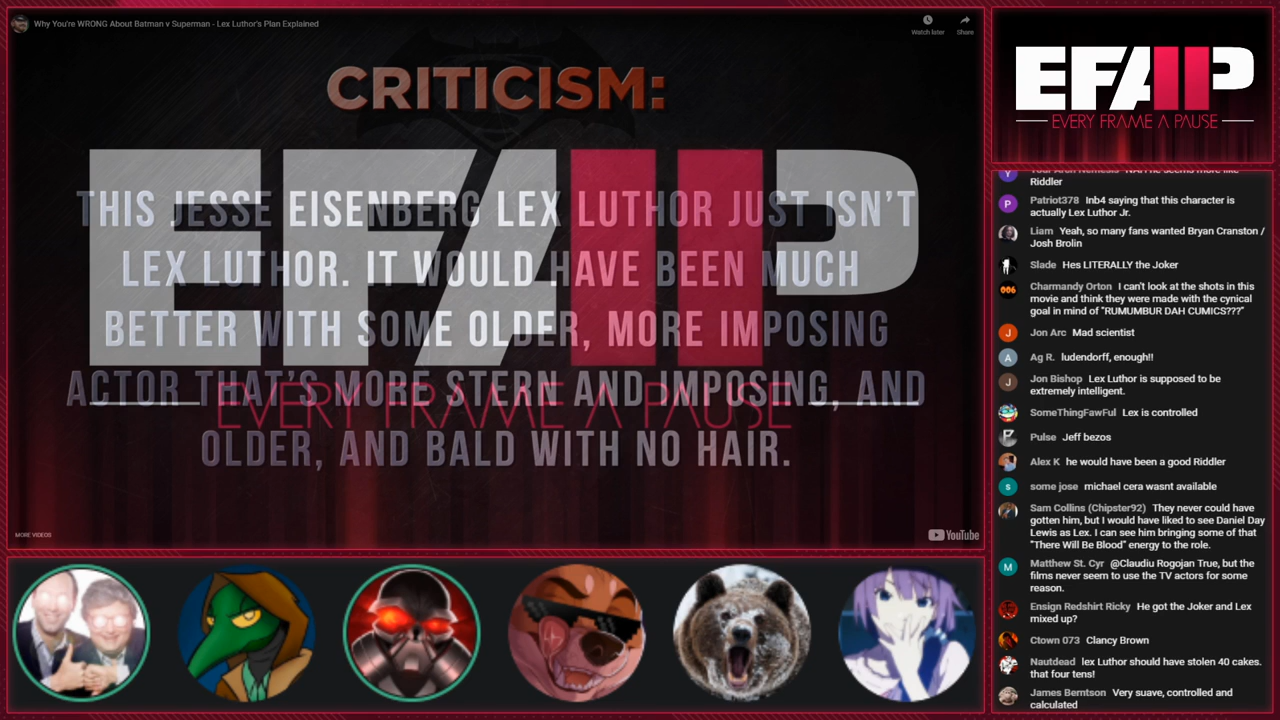 Why You're WRONG About Batman v Superman - Lex Luthor's Plan Explained
Watch later
Share
CRITICISM:
THIS JESSE EISENBERG LEX LUTHOR JUST ISN'T
LEX LUTHOR. IT WOULD HAVE BEEN MUCH
BETTER WITH SOME OLDER, MORE IMPOSING
ACTOR THAT'S MORE STERN AND IMPOSING, AND
OLDER, AND BALD WITH NO HAIR.
EFAP
EVERY FRAME A PAUSE
MORE VIDEOS
YouTube
EFAP
EVERY FRAME A PAUSE
Your Arch Nemesis NAH he seems more like
Riddler
Patriot378 Inb4 saying that this character is
actually Lex Luthor Jr.
Liam Yeah, so many fans wanted Bryan Cranston /
Josh Brolin
Slade Hes LITERALLY the Joker
Charmandy Orton I can't look at the shots in this
movie and think they were made with the cynical
goal in mind of "RUMUMBUR DAH CUMICS???"
Jon Arc Mad scientist
Ag R. ludendorff, enough!!
Jon Bishop Lex Luthor is supposed to be
extremely intelligent.
SomeThingFawFul Lex is controlled
Pulse Jeff bezos
Alex K he would have been a good Riddler
some jose michael cera wasnt available
Sam Collins (Chipster92) They never could have
gotten him, but I would have liked to see Daniel Day
Lewis as Lex. I can see him bringing some of that
"There Will Be Blood" energy to the role.
Matthew St. Cyr @Claudiu Rogojan True, but the
films never seem to use the TV actors for some
reason.
Ensign Redshirt Ricky He got the Joker and Lex
mixed up?
Ctown 073 Clancy Brown
Nautdead lex Luthor should have stolen 40 cakes.
that four tens!
James Berntson Very suave, controlled and
calculated